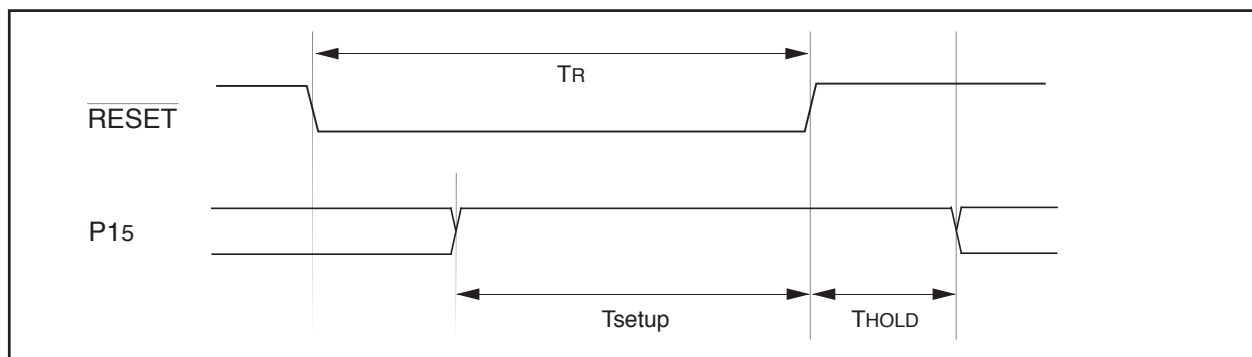 TR
RESET
P15
Tsetup
THOLD